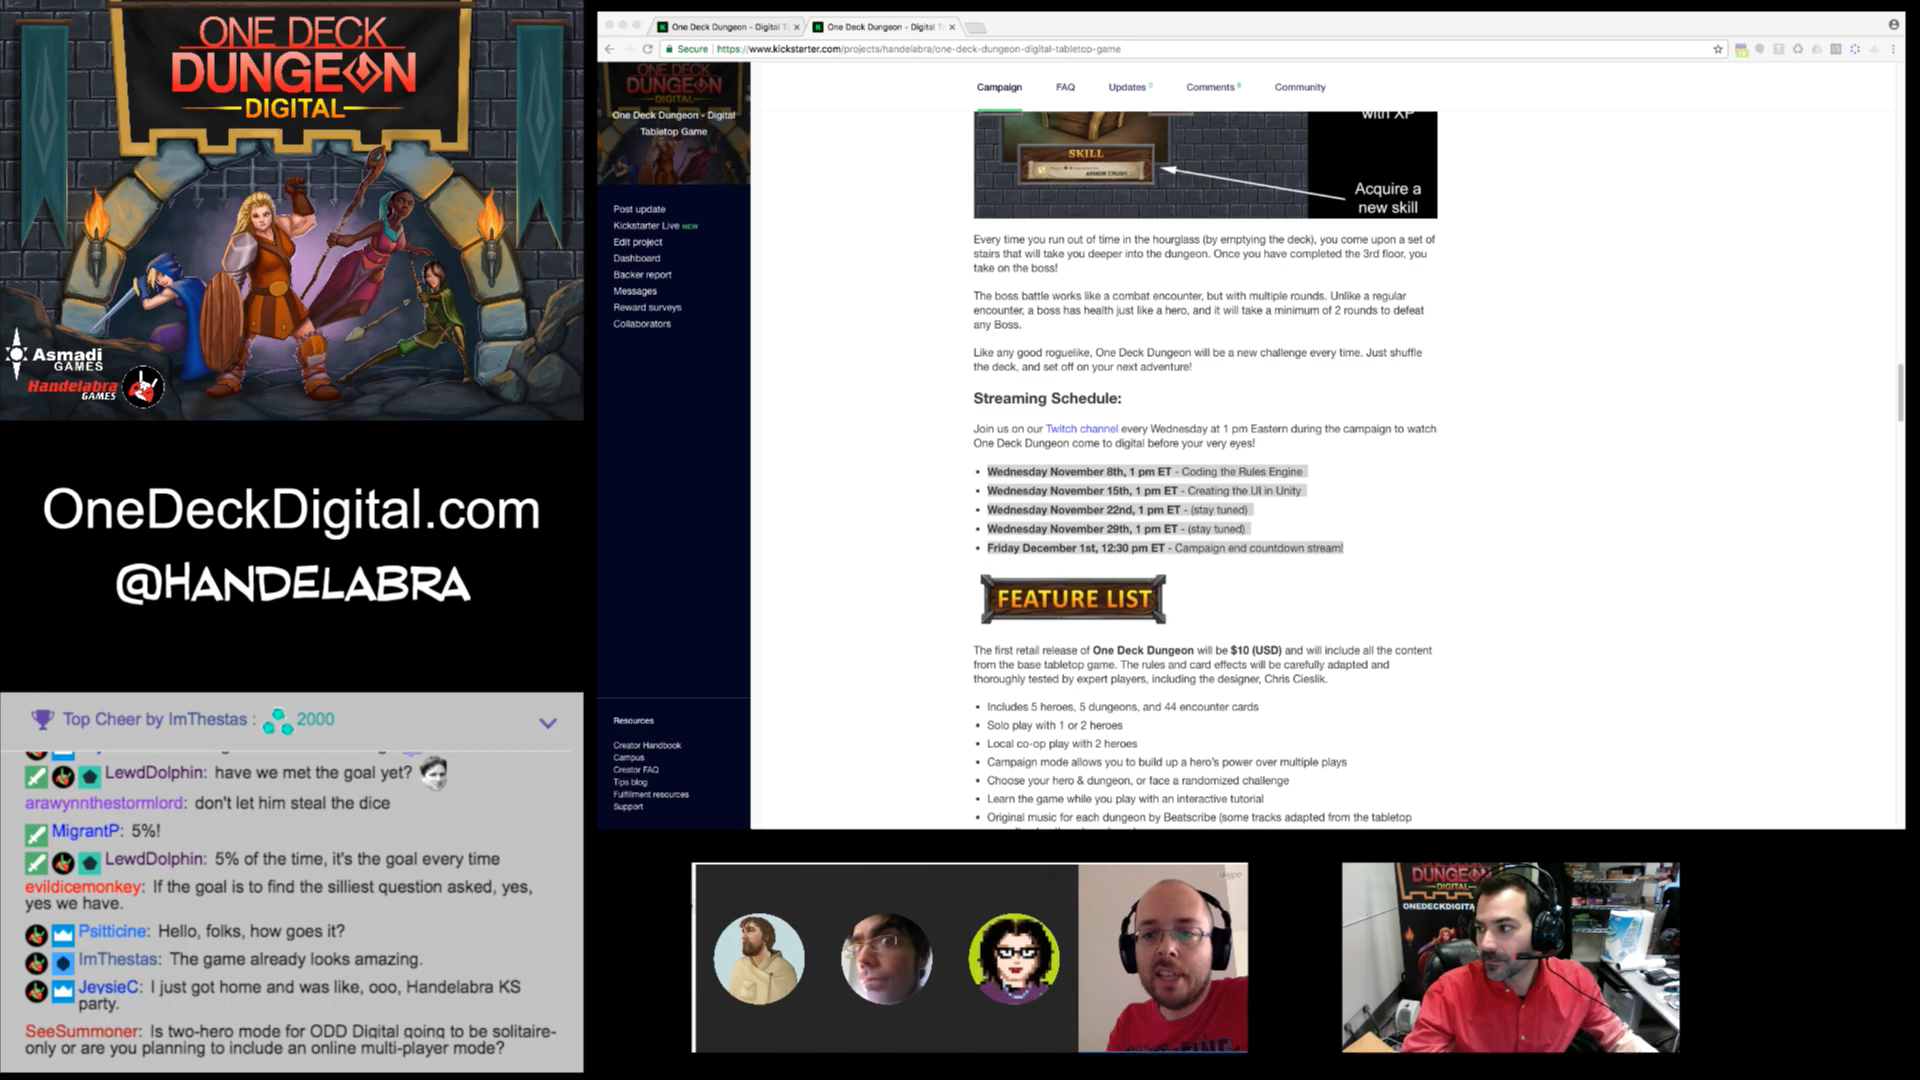 ONE DECK
DUNGEON
DIGITAL
Asmadi
GAMES
Handelabra
GAMES
OneDeckDigital.com
@HANDELABRA
Top Cheer by ImThestas : 2000
LewdDolphin: have we met the goal yet?
arawynnthestormlord: don't let him steal the dice
MigrantP: 5%!
LewdDolphin: 5% of the time, it's the goal every time
evildicemonkey: If the goal is to find the silliest question asked, yes,
yes we have.
Psitticine: Hello, folks, how goes it?
ImThestas: The game already looks amazing.
JeysieC: I just got home and was like, ooo, Handelabra KS
party.
SeeSummoner: Is two-hero mode for ODD Digital going to be solitaire-
only or are you planning to include an online multi-player mode?
One Deck Dungeon - Digital T
One Deck Dungeon - Digital T
Secure
https://www.kickstarter.com/projects/handelabra/one-deck-dungeon-digital-tabletop-game
ONE DECK
DUNGEON
DIGITAL
One Deck Dungeon - Digital
Tabletop Game
Post update
Kickstarter Live NEW
Edit project
Dashboard
Backer report
Messages
Reward surveys
Collaborators
Resources
Creator Handbook
Campus
Creator FAQ
Tips blog
Fulfillment resources
Support
Campaign FAQ Updates Comments Community
with XP
SKILL
ARMOR CRUSH
Acquire a
new skill
Every time you run out of time in the hourglass (by emptying the deck), you come upon a set of
stairs that will take you deeper into the dungeon. Once you have completed the 3rd floor, you
take on the boss!
The boss battle works like a combat encounter, but with multiple rounds. Unlike a regular
encounter, a boss has health just like a hero, and it will take a minimum of 2 rounds to defeat
any Boss.
Like any good roguelike, One Deck Dungeon will be a new challenge every time. Just shuffle
the deck, and set off on your next adventure!
Streaming Schedule:
Join us on our Twitch channel every Wednesday at 1 pm Eastern during the campaign to watch
One Deck Dungeon come to digital before your very eyes!
• Wednesday November 8th, 1 pm ET - Coding the Rules Engine
• Wednesday November 15th, 1 pm ET - Creating the UI in Unity
• Wednesday November 22nd, 1 pm ET - (stay tuned)
• Wednesday November 29th, 1 pm ET - (stay tuned)
• Friday December 1st, 12:30 pm ET - Campaign end countdown stream!
FEATURE LIST
The first retail release of One Deck Dungeon will be $10 (USD) and will include all the content
from the base tabletop game. The rules and card effects will be carefully adapted and
thoroughly tested by expert players, including the designer, Chris Cieslik.
• Includes 5 heroes, 5 dungeons, and 44 encounter cards
• Solo play with 1 or 2 heroes
• Local co-op play with 2 heroes
• Campaign mode allows you to build up a hero's power over multiple plays
• Choose your hero & dungeon, or face a randomized challenge
• Learn the game while you play with an interactive tutorial
• Original music for each dungeon by Beatscribe (some tracks adapted from the tabletop
skype
DUNGEON
DIGITAL
ONEDECKDIGITA